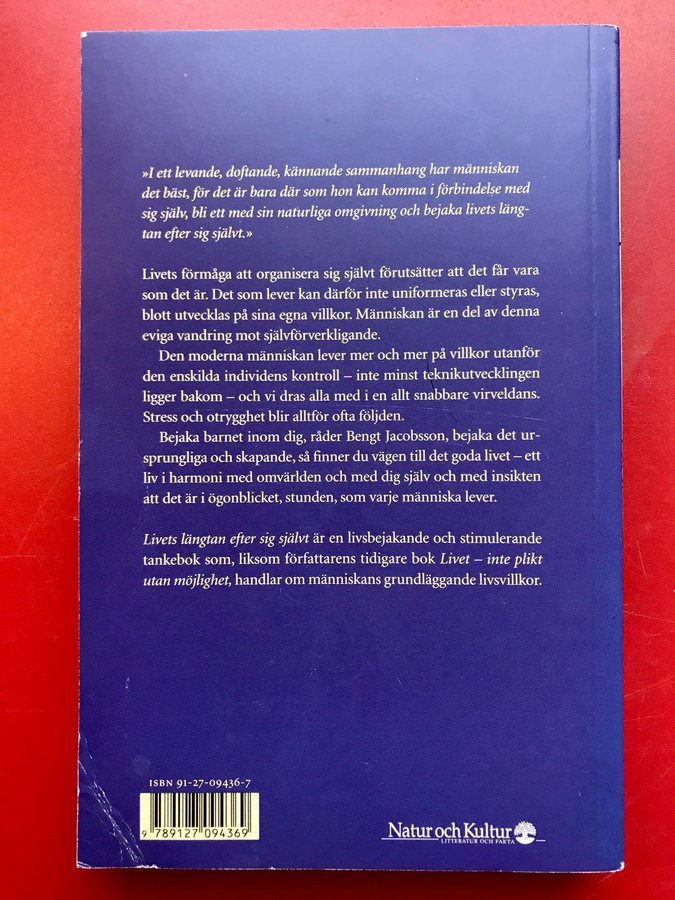 »I ett levande, doftande, kännande sammanhang har människan
det bäst, för det är bara där som hon kan komma i förbindelse med
sig själv, bli ett med sin naturliga omgivning och bejaka livets läng-
tan efter sig självt.»
Livets förmåga att organisera sig självt förutsätter att det får vara
som det är. Det som lever kan därför inte uniformeras eller styras,
blott utvecklas på sina egna villkor. Människan är en del av denna
eviga vandring mot självförverkligande.
Den moderna människan lever mer och mer på villkor utanför
den enskilda individens kontroll – inte minst teknikutvecklingen
ligger bakom – och vi dras alla med i en allt snabbare virveldans.
Stress och otrygghet blir alltför ofta följden.
Bejaka barnet inom dig, råder Bengt Jacobsson, bejaka det ur-
sprungliga och skapande, så finner du vägen till det goda livet – ett
liv i harmoni med omvärlden och med dig själv och med insikten
att det är i ögonblicket, stunden, som varje människa lever.
Livets längtan efter sig självt är en livsbejakande och stimulerande
tankebok som, liksom författarens tidigare bok Livet – inte plikt
utan möjlighet, handlar om människans grundläggande livsvillkor.
ISBN 91-27-09436-7
9 789127 094369
Natur och Kultur
LITTERATUR OCH FAKTA